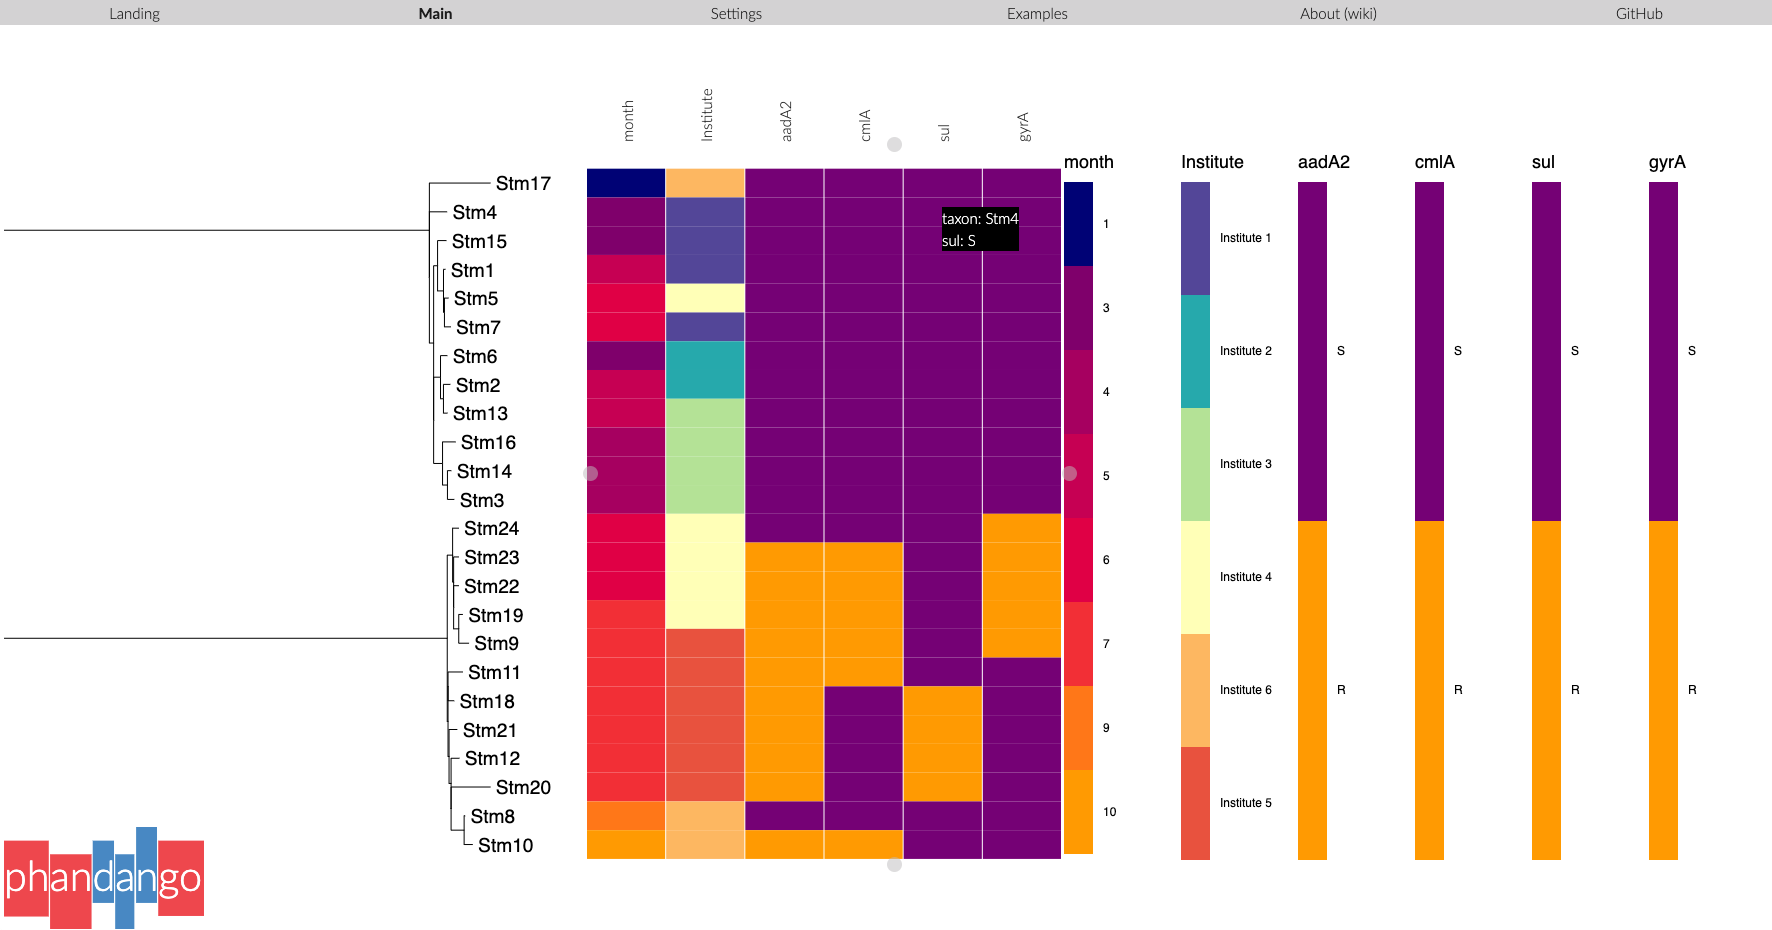 Landing Main Settings Examples About (wiki) GitHub
month Institute aadA2 cmlA sul gyrA
month Institute aadA2 cmlA sul gyrA
Stm17
Stm4
Stm15
Stm1
Stm5
Stm7
Stm6
Stm2
Stm13
Stm16
Stm14
Stm3
Stm24
Stm23
Stm22
Stm19
Stm9
Stm11
Stm18
Stm21
Stm12
Stm20
Stm8
Stm10
taxon: Stm4
sul: S
1
3
4
5
6
7
9
10
Institute 1
Institute 2
Institute 3
Institute 4
Institute 6
Institute 5
S S S S
R R R R
phandango